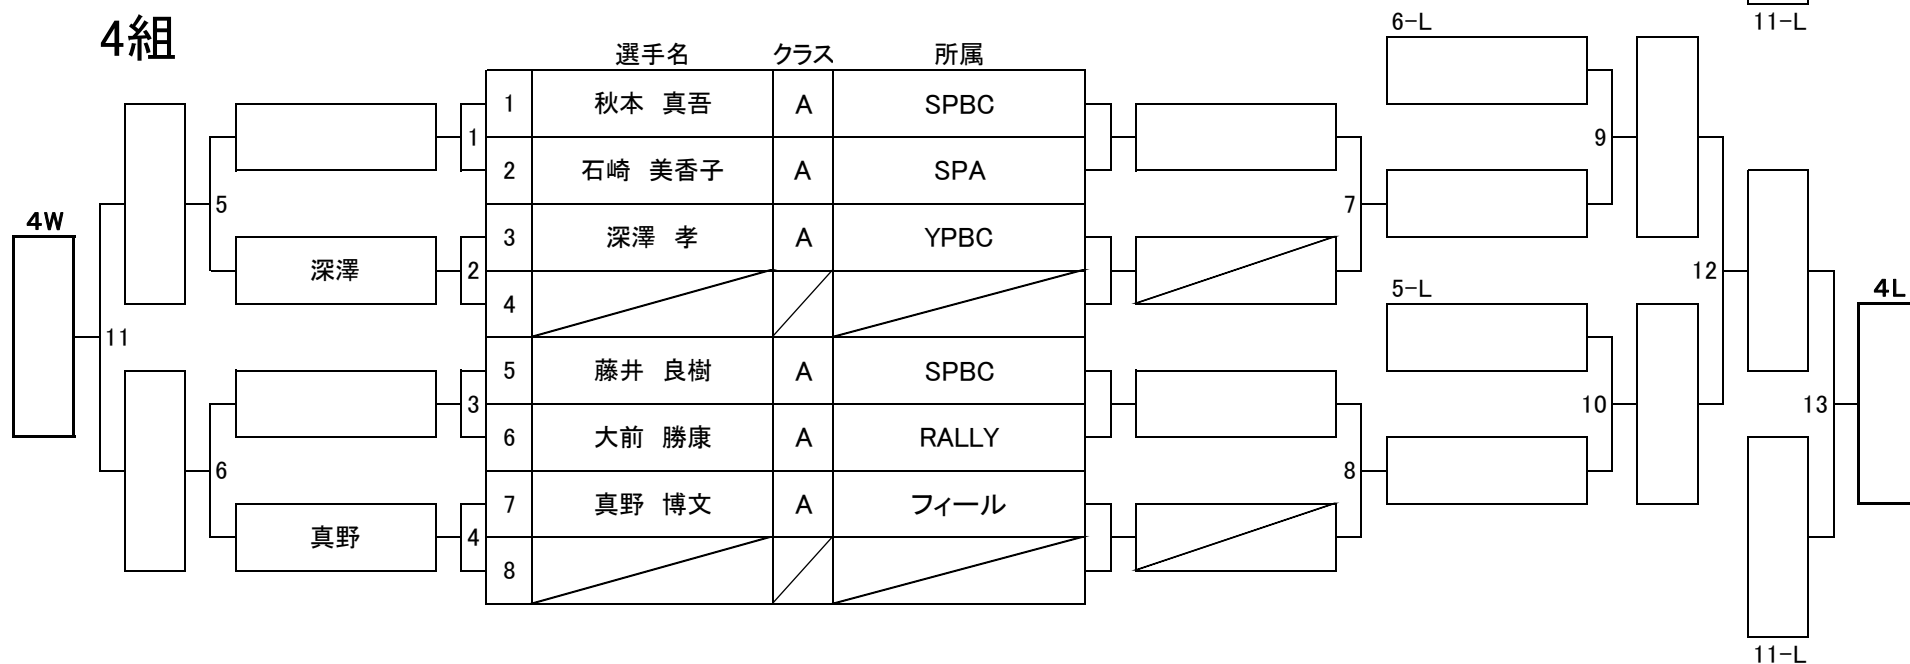 4組
6-L
11-L
選手名 クラス 所属
1 秋本 真吾 A SPBC
1
9
2 石崎 美香子 A SPA
5
7
4W
3 深澤 孝 A YPBC
深澤
2
12
4
5-L
4L
11
5 藤井 良樹 A SPBC
3
10
13
6 大前 勝康 A RALLY
6
8
7 真野 博文 A フィール
真野
4
8
11-L